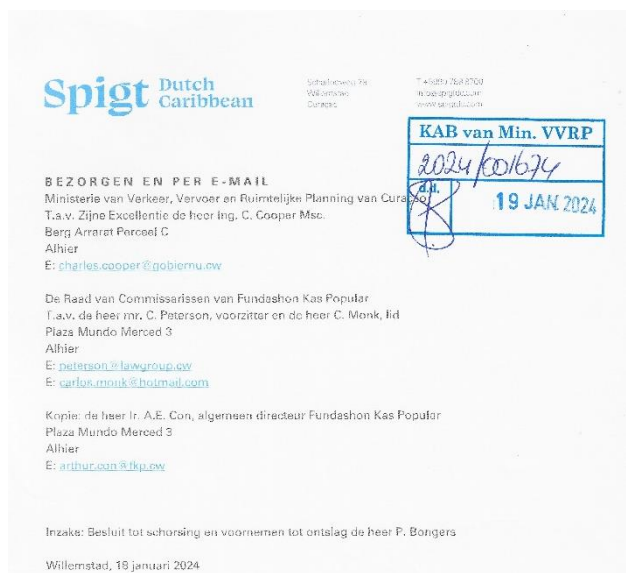 Spigt Dutch
Caribbean
Willemstad
Curaçao
KAB van Min. VVRP
2024/001674
d.d.
19 JAN 2024
BEZORGEN EN PER E-MAIL
Ministerie van Verkeer, Vervoer en Ruimtelijke Planning van Curaçao
T.a.v. Zijne Excellentie de heer Ing. C. Cooper Msc.
Berg Arrarat Perceel C
Alhier
E: charles.cooper@gobiernu.cw
De Raad van Commissarissen van Fundashon Kas Popular
T.a.v. de heer mr. C. Peterson, voorzitter en de heer C. Monk, lid
Plaza Mundo Merced 3
Alhier
E: peterson@lawgroup.cw
E: carlos.monk@hotmail.com
Kopie: de heer Ir. A.E. Con, algemeen directeur Fundashon Kas Popular
Plaza Mundo Merced 3
Alhier
E: arthur.con@fkp.cw
Inzake: Besluit tot schorsing en voornemen tot ontslag de heer P. Bongers
Willemstad, 18 januari 2024